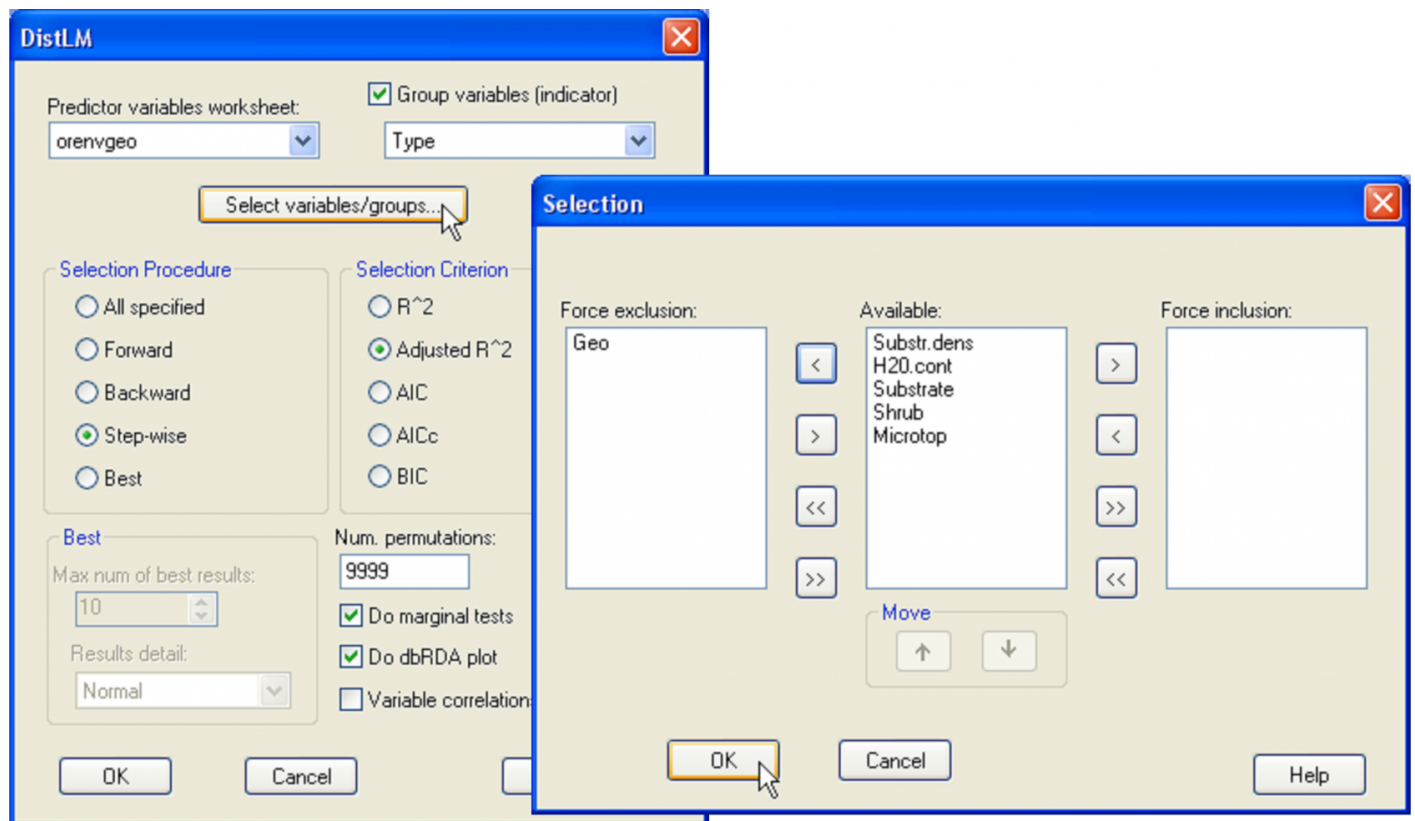 DistLM
Predictor variables worksheet:
Group variables (indicator)
orenvgeo
Type
Select variables/groups...
Selection Procedure
All specified
Forward
Backward
Step-wise
Best
Selection Criterion
R^2
Adjusted R^2
AIC
AICc
BIC
Best
Max num of best results:
10
Results detail:
Normal
Num. permutations:
9999
Do marginal tests
Do dbRDA plot
Variable correlation
OK
Cancel
Selection
Force exclusion:
Geo
<
>
<<
>>
Available:
Substr.dens
H20.cont
Substrate
Shrub
Microtop
>
<
>>
<<
Force inclusion:
Move
OK
Cancel
Help